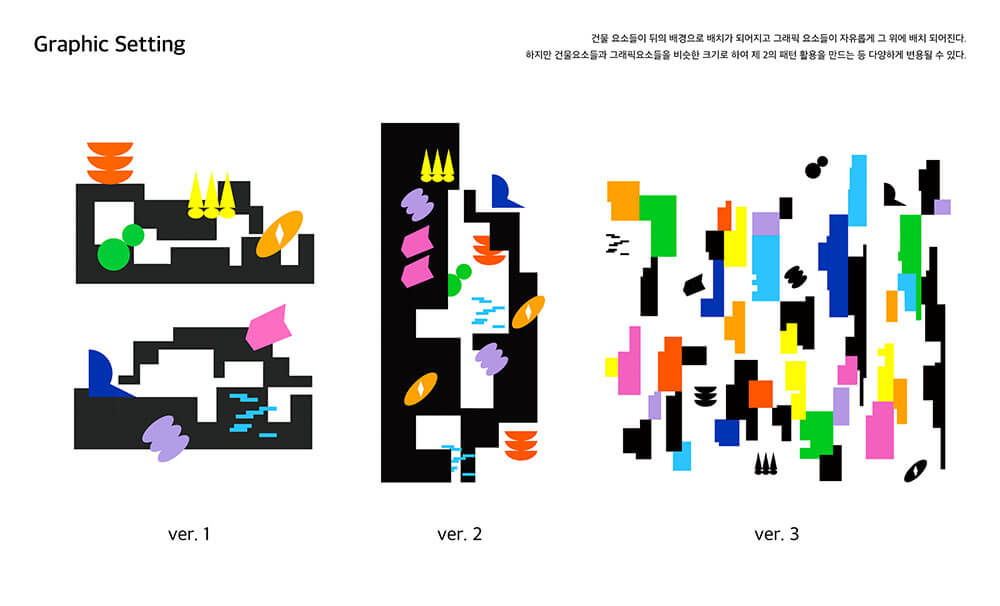 Graphic Setting
건물 요소들이 뒤의 배경으로 배치가 되어지고 그래픽 요소들이 자유롭게 그 위에 배치 되어진다.
하지만 건물요소들과 그래픽요소들을 비슷한 크기로 하여 제 2의 패턴 활용을 만드는 등 다양하게 변용될 수 있다.
ver. 1
ver. 2
ver. 3